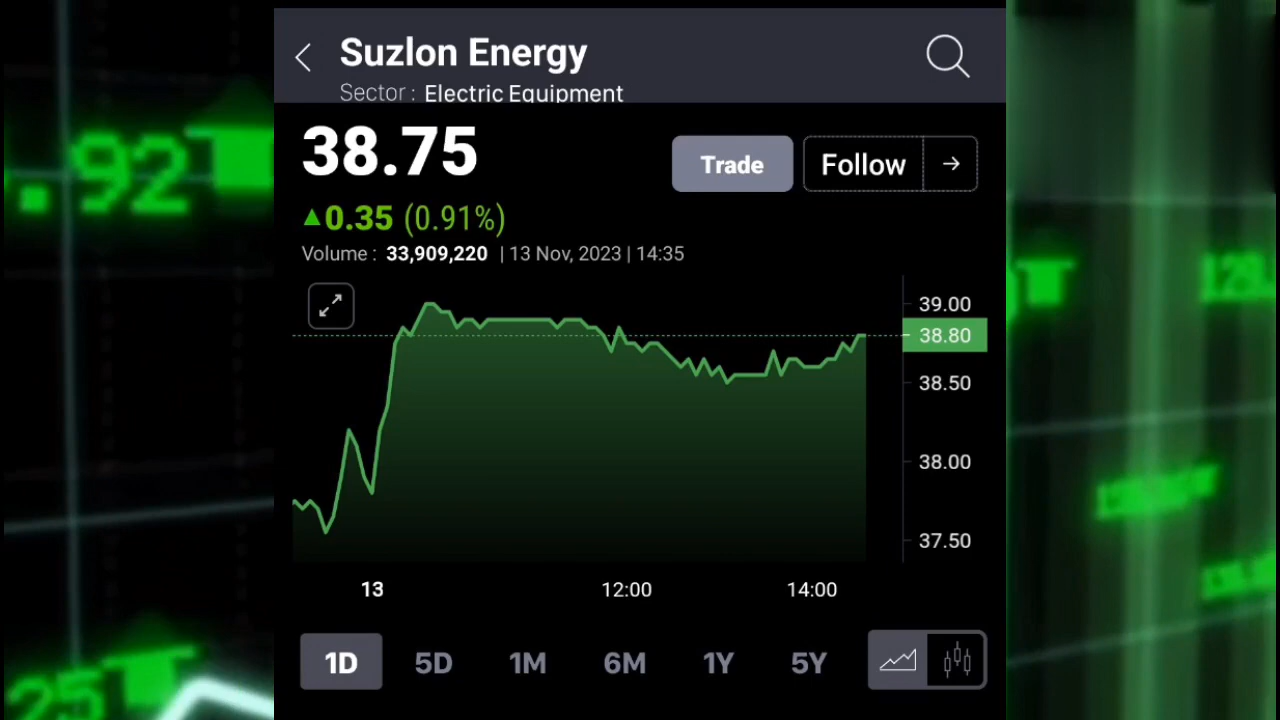 Suzlon Energy
Sector : Electric Equipment
38.75
Trade
Follow →
▲0.35 (0.91%)
Volume : 33,909,220 | 13 Nov, 2023 | 14:35
39.00
38.80
38.50
38.00
37.50
13 12:00 14:00
1D 5D 1M 6M 1Y 5Y
.92
25